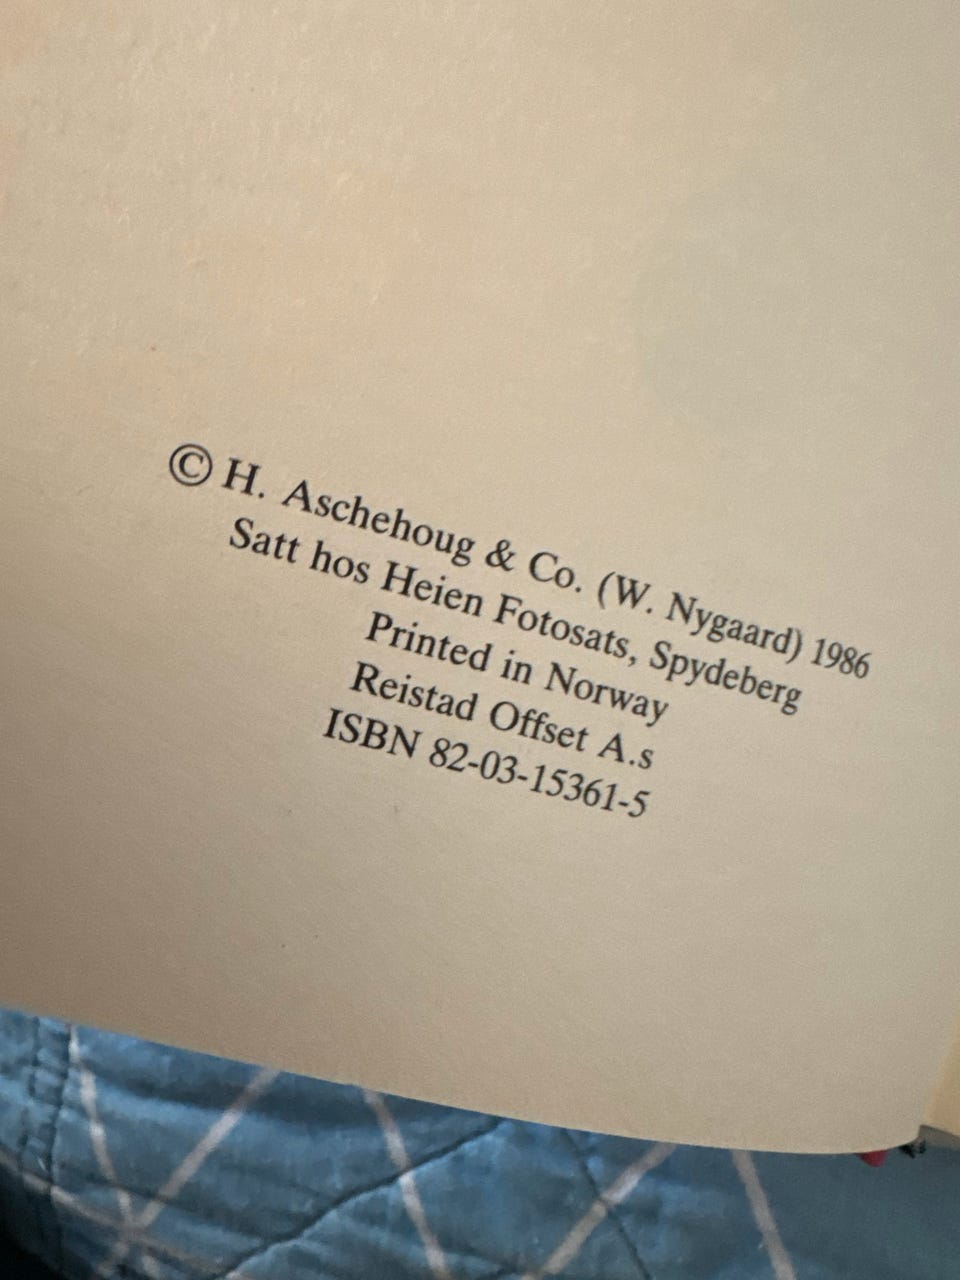 © H. Aschehoug & Co. (W. Nygaard) 1986
Satt hos Heien Fotosats, Spydeberg
Printed in Norway
Reistad Offset A.s
ISBN 82-03-15361-5